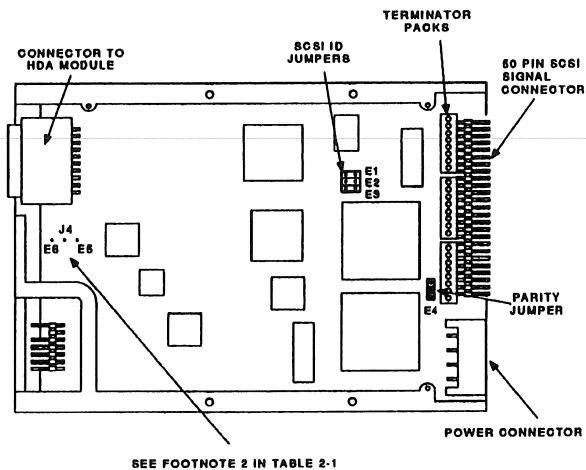 TERMINATOR
PACKS
SCSI ID
JUMPERS
CONNECTOR TO
HDA MODULE
50 PIN SCSI
SIGNAL
CONNECTOR
E1
E2
E3
J4
E6
E5
E4
PARITY
JUMPER
POWER CONNECTOR
SEE FOOTNOTE 2 IN TABLE 2-1